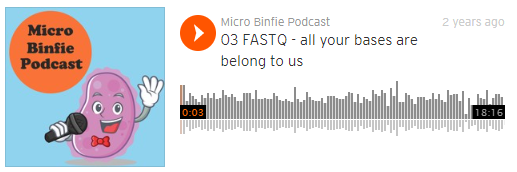 Micro
Binfie
Podcast
Micro Binfie Podcast
2 years ago
03 FASTQ - all your bases are
belong to us
0:03
18:16